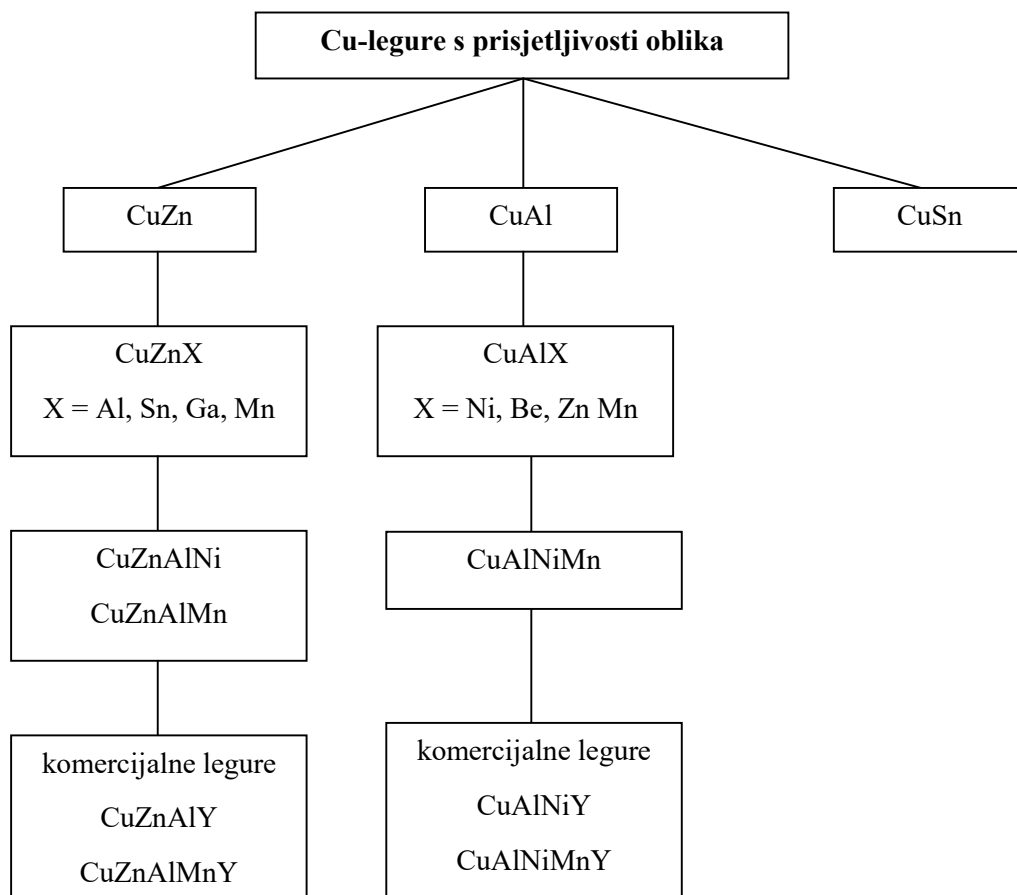 Cu-legure s prisjetljivosti oblika
CuZn
CuAl
CuSn
CuZnX
X = Al, Sn, Ga, Mn
CuAlX
X = Ni, Be, Zn Mn
CuZnAlNi
CuZnAlMn
CuAlNiMn
komercijalne legure
CuZnAlY
CuZnAlMnY
komercijalne legure
CuAlNiY
CuAlNiMnY